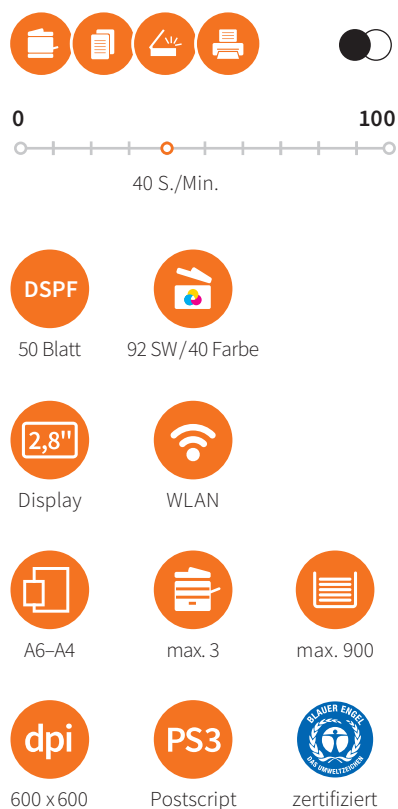 0 100
40 S./Min.
DSPF
50 Blatt 92 SW/40 Farbe
2,8"
Display WLAN
A6–A4 max. 3 max. 900
dpi PS3 BLAUER ENGEL
DAS UMWELTZEICHEN
600 x 600 Postscript zertifiziert